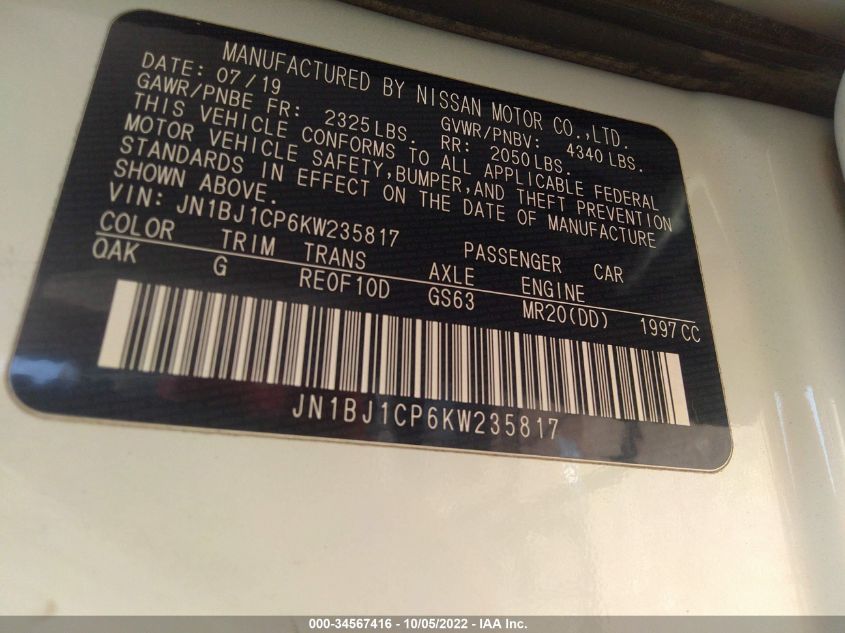 MANUFACTURED BY NISSAN MOTOR CO.,LTD.
DATE: 07/19 GVWR/PNBV: 4340 LBS.
GAWR/PNBE FR: 2325LBS. RR: 2050LBS.
THIS VEHICLE CONFORMS TO ALL APPLICABLE FEDERAL
MOTOR VEHICLE SAFETY,BUMPER,AND THEFT PREVENTION
STANDARDS IN EFFECT ON THE DATE OF MANUFACTURE
SHOWN ABOVE.
VIN: JN1BJ1CP6KW235817 PASSENGER CAR
COLOR TRIM TRANS AXLE ENGINE
QAK G RE0F10D GS63 MR20(DD) 1997CC
JN1BJ1CP6KW235817
000-34567416 - 10/05/2022 - IAA Inc.